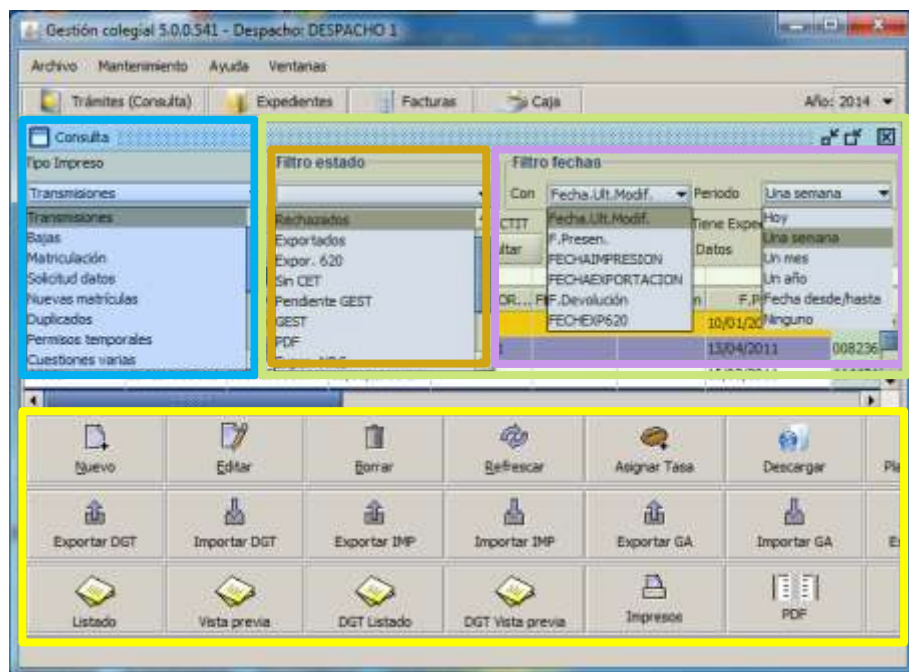 Gestión colegial 5.0.0.541 - Despacho: DESPACHO 1
Archivo Mantenimiento Ayuda Ventanas
Trámites (Consulta) Expedientes Facturas Caja Año: 2014
Consulta
Tipo Impreso Filtro estado Filtro fechas
Transmisiones Con Fecha.Ult.Modif. Periodo Una semana
Transmisiones Rechazados CTIT Fecha.Ult.Modif. Tiene Expe Hoy
Bajas Exportados ltar F.Presen. Datos Una semana
Matriculación Expor. 620 FECHAIMPRESION Un mes
Solicitud datos Sin CET FECHAEXPORTACION Un año
Nuevas matrículas Pendiente GEST OR... F.Devolución F.P Fecha desde/hasta
Duplicados GEST FECHEXP620 10/01/20 Ninguno
Permisos temporales PDF 13/04/2011 008236
Cuestiones varias
Nuevo Editar Borrar Refrescar Asignar Tasa Descargar Pla
Exportar DGT Importar DGT Exportar IMP Importar IMP Exportar GA Importar GA E
Listado Vista previa DGT Listado DGT Vista previa Impresos PDF